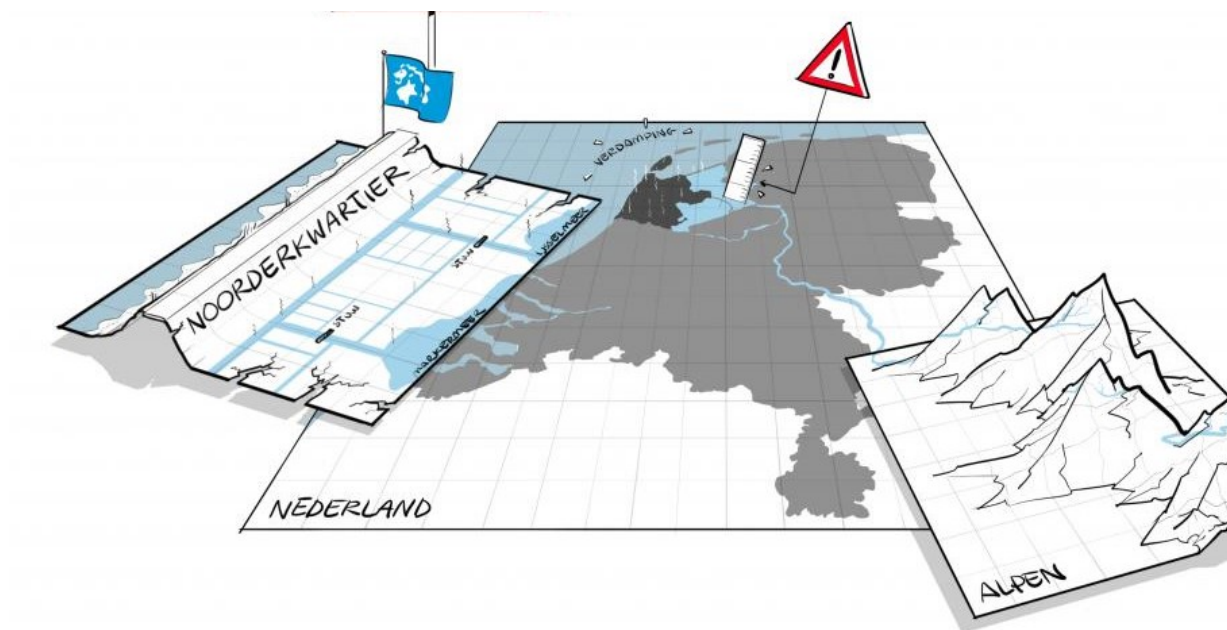 VERDAMPING
NOORDERKWARTIER
IJSSELMEER
STUW
STUW
MARKERMEER
NEDERLAND
ALPEN
!